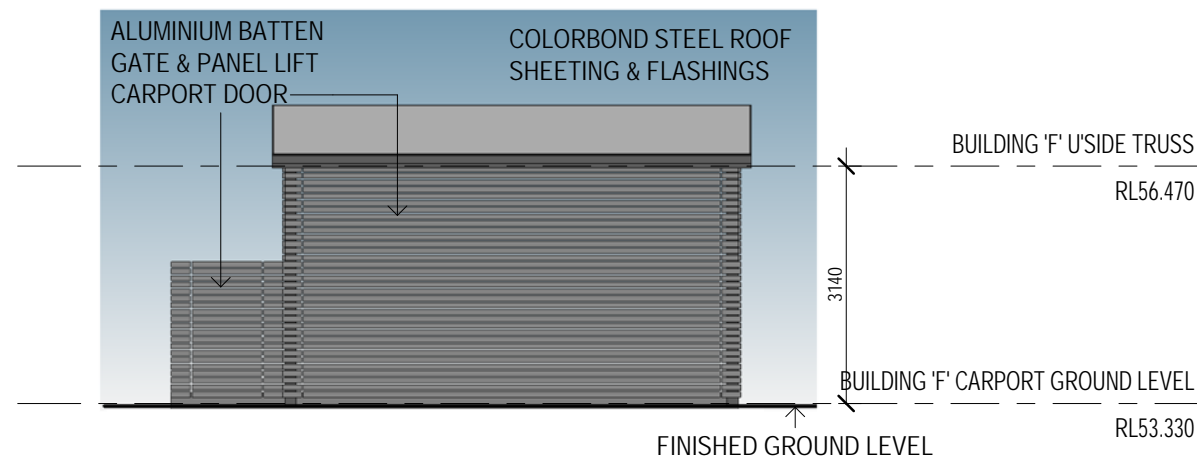 ALUMINIUM BATTEN
GATE & PANEL LIFT
CARPORT DOOR
COLORBOND STEEL ROOF
SHEETING & FLASHINGS
BUILDING 'F' U'SIDE TRUSS
RL56.470
3140
BUILDING 'F' CARPORT GROUND LEVEL
RL53.330
FINISHED GROUND LEVEL